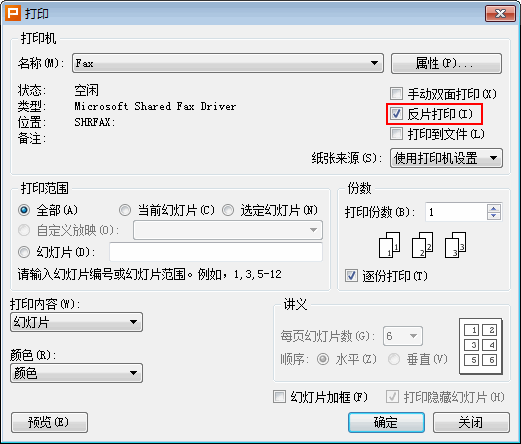 打印
打印机
名称(M): Fax 属性(P)...
状态: 空闲
类型: Microsoft Shared Fax Driver
位置: SHRFAX:
备注:
手动双面打印(X)
反片打印(I)
打印到文件(L)
纸张来源(S): 使用打印机设置
打印范围
全部(A) 当前幻灯片(C) 选定幻灯片(N)
自定义放映(O):
幻灯片(D):
请输入幻灯片编号或幻灯片范围。例如，1,3,5-12
份数
打印份数(B): 1
1 1 2 2 3 3
逐份打印(T)
打印内容(W):
幻灯片
颜色(R):
颜色
讲义
每页幻灯片数(G): 6
顺序: 水平(Z) 垂直(V)
1 2
3 4
5 6
幻灯片加框(F) 打印隐藏幻灯片(H)
预览(E) 确定 关闭